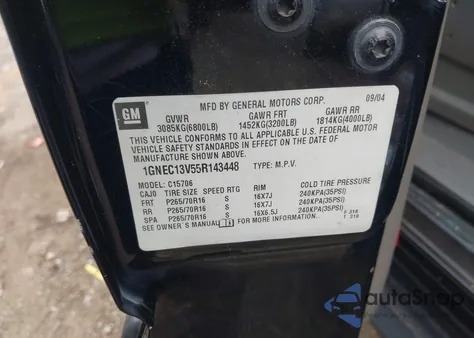 GM
MFD BY GENERAL MOTORS CORP. 09/04
GVWR GAWR FRT GAWR RR
3085KG(6800LB) 1452KG(3200LB) 1814KG(4000LB)
THIS VEHICLE CONFORMS TO ALL APPLICABLE U.S. FEDERAL MOTOR
VEHICLE SAFETY STANDARDS IN EFFECT ON THE DATE OF
MANUFACTURE SHOWN ABOVE.
1GNEC13V55R143448 TYPE: M.P.V.
MODEL: C15706
CAJ0 TIRE SIZE SPEED RTG RIM COLD TIRE PRESSURE
FRT P265/70R16 S 16X7J 240KPA(35PSI)
RR P265/70R16 S 16X7J 240KPA(35PSI)
SPA P265/70R16 S 16X6.5J 240KPA(35PSI)
SEE OWNER'S MANUAL FOR MORE INFORMATION.
autoSnap